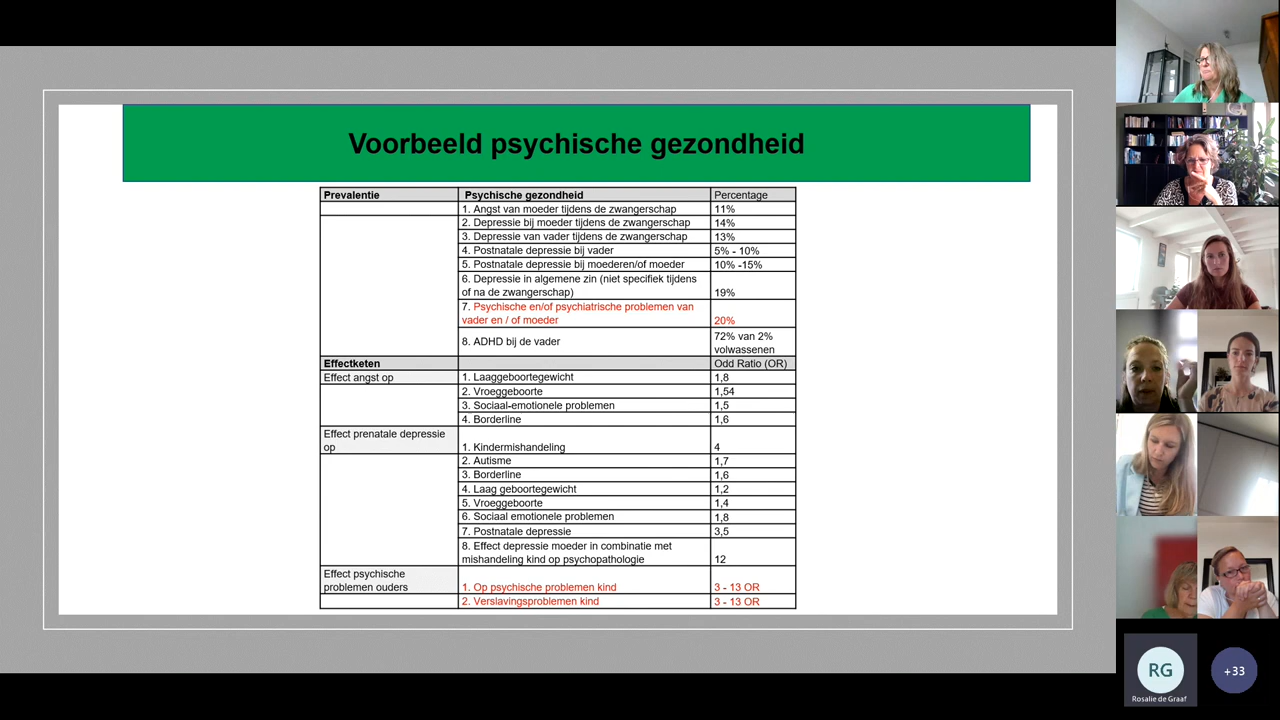 Voorbeeld psychische gezondheid
Prevalentie Psychische gezondheid Percentage
1. Angst van moeder tijdens de zwangerschap 11%
2. Depressie bij moeder tijdens de zwangerschap 14%
3. Depressie van vader tijdens de zwangerschap 13%
4. Postnatale depressie bij vader 5% - 10%
5. Postnatale depressie bij moederen/of moeder 10% -15%
6. Depressie in algemene zin (niet specifiek tijdens
of na de zwangerschap) 19%
7. Psychische en/of psychiatrische problemen van
vader en / of moeder 20%
8. ADHD bij de vader 72% van 2%
volwassenen
Effectketen Odd Ratio (OR)
Effect angst op 1. Laaggeboortegewicht 1,8
2. Vroeggeboorte 1,54
3. Sociaal-emotionele problemen 1,5
4. Borderline 1,6
Effect prenatale depressie
op 1. Kindermishandeling 4
2. Autisme 1,7
3. Borderline 1,6
4. Laag geboortegewicht 1,2
5. Vroeggeboorte 1,4
6. Sociaal emotionele problemen 1,8
7. Postnatale depressie 3,5
8. Effect depressie moeder in combinatie met
mishandeling kind op psychopathologie 12
Effect psychische
problemen ouders 1. Op psychische problemen kind 3 - 13 OR
2. Verslavingsproblemen kind 3 - 13 OR
RG
+33
Rosalie de Graaf